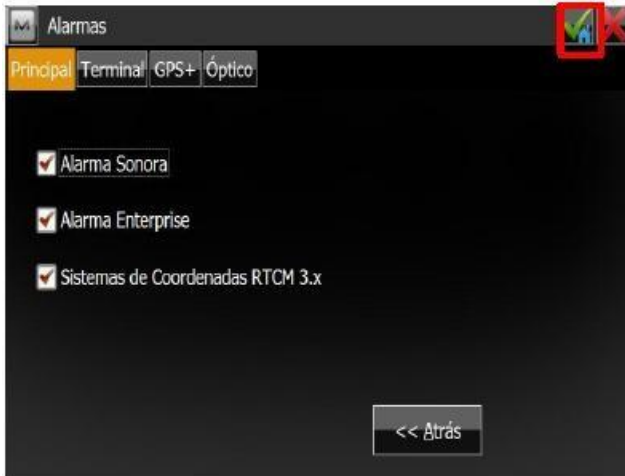 Alarmas
Principal Terminal GPS+ Óptico
Alarma Sonora
Alarma Enterprise
Sistemas de Coordenadas RTCM 3.x
<< Atrás